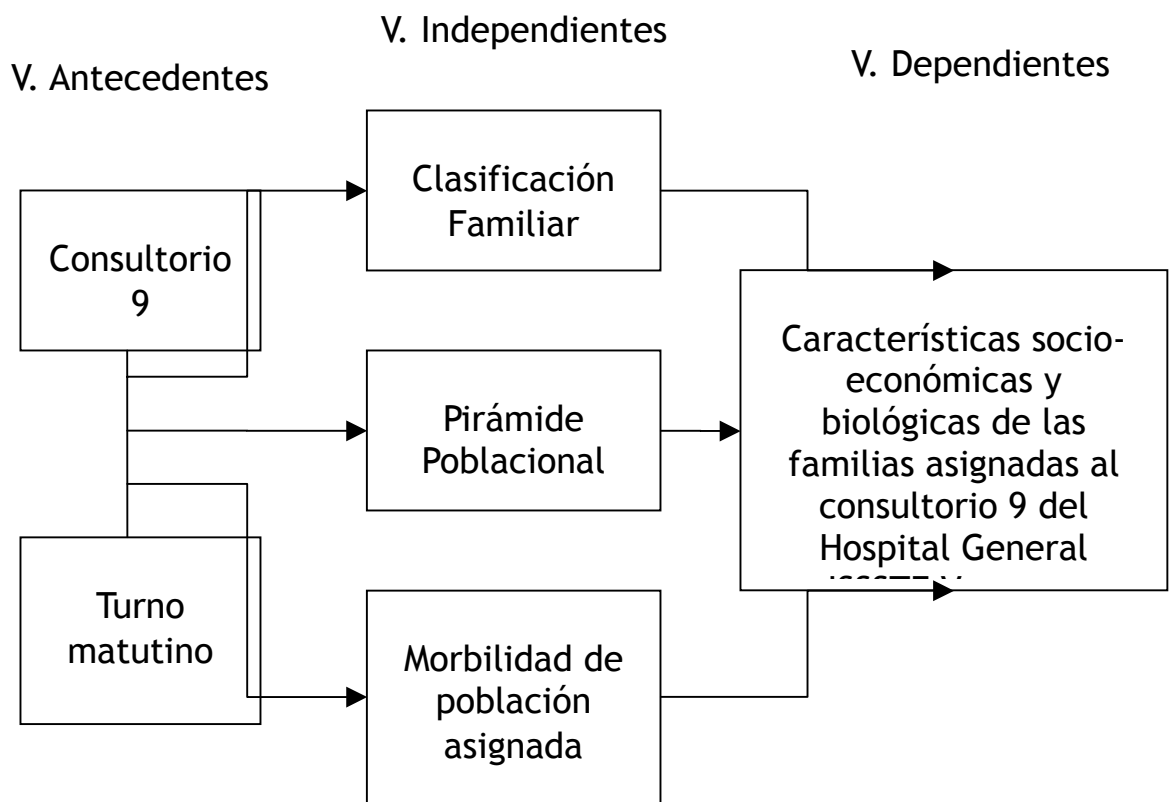 V. Antecedentes
V. Independientes
V. Dependientes
Consultorio
9
Turno
matutino
Clasificación
Familiar
Pirámide
Poblacional
Morbilidad de
población
asignada
Característícas socio-
económicas y
biológicas de las
familias asignadas al
consultorio 9 del
Hospital General